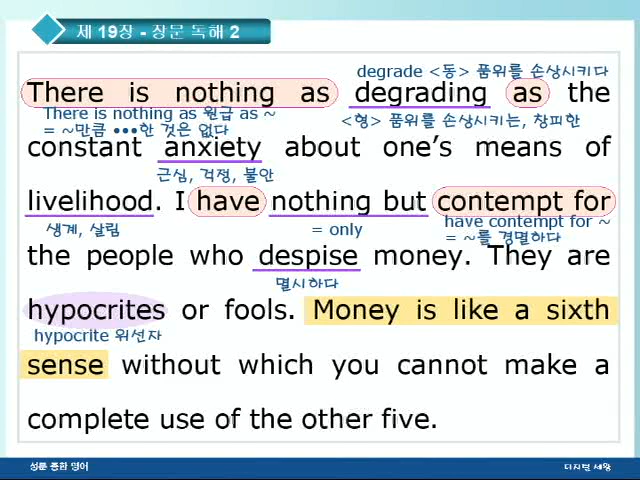 제 19장 - 장문 독해 2
degrade <동> 품위를 손상시키다
There is nothing as degrading as the
There is nothing as 원급 as ~
= ~만큼 •••한 것은 없다
<형> 품위를 손상시키는, 창피한
constant anxiety about one's means of
근심, 걱정, 불안
livelihood. I have nothing but contempt for
생계, 살림
= only
have contempt for ~
= ~를 경멸하다
the people who despise money. They are
멸시하다
hypocrites or fools. Money is like a sixth
hypocrite 위선자
sense without which you cannot make a
complete use of the other five.
성문 종합 영어
디지털 세왕